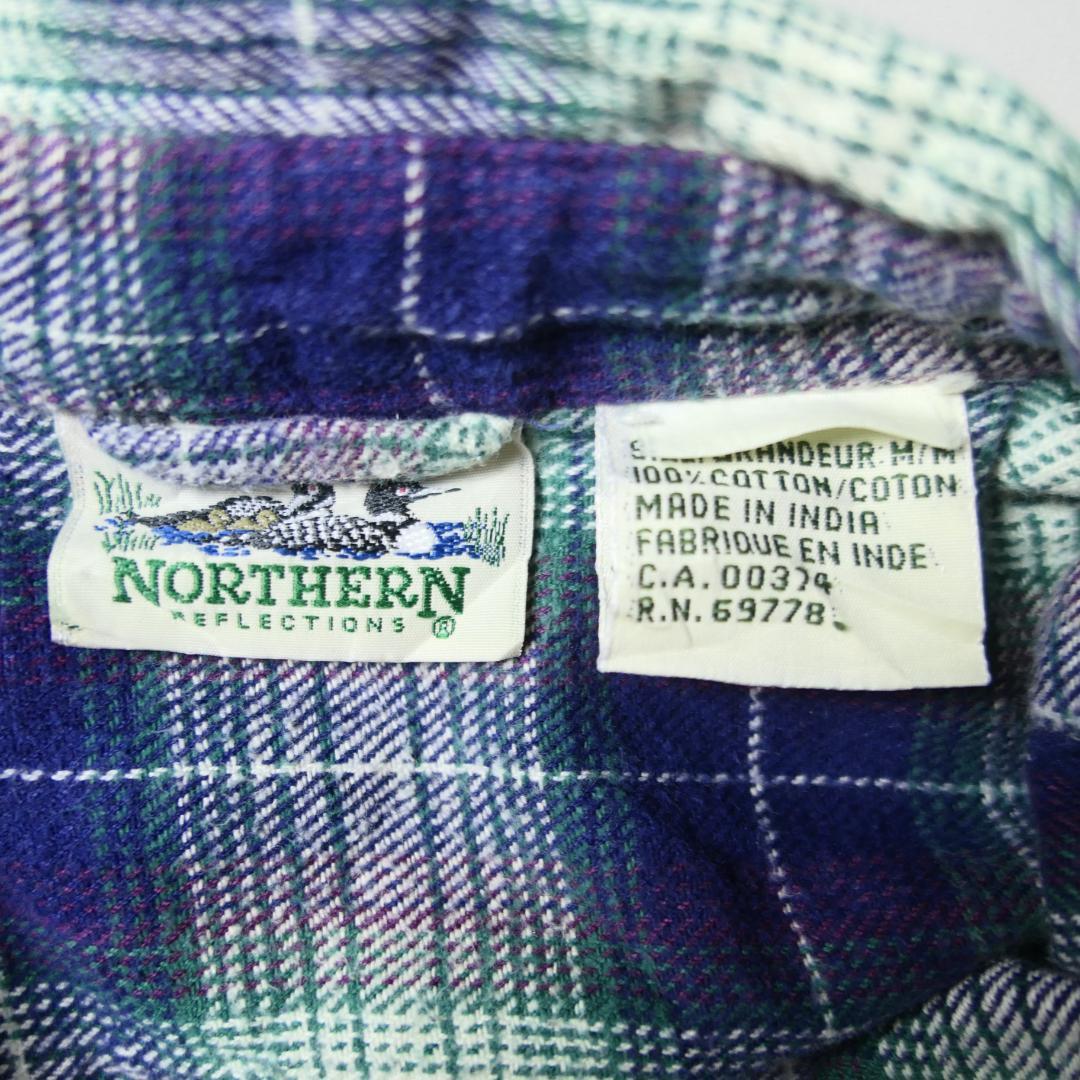 NORTHERN
REFLECTIONS ®
GRANDEUR: M/M
100% COTTON/COTON
MADE IN INDIA
FABRIQUE EN INDE
C.A. 00374
R.N. 69778